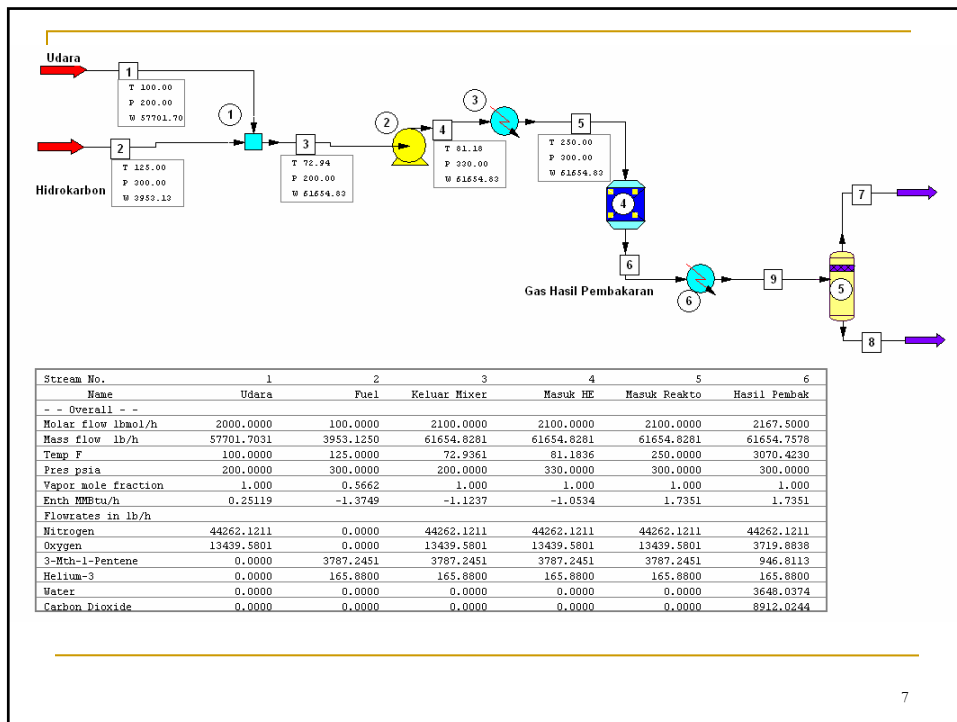 Udara
1
T 100.00
P 200.00
W 57701.70
1
2
T 125.00
P 300.00
W 3953.13
Hidrokarbon
3
T 72.94
P 200.00
W 61654.83
2
4
T 81.18
P 330.00
W 61654.83
3
5
T 250.00
P 300.00
W 61654.83
4
6
Gas Hasil Pembakaran
6
9
7
5
8
Stream No. 1 2 3 4 5 6
Name Udara Fuel Keluar Mixer Masuk HE Masuk Reakto Hasil Pembak
- - Overall - -
Molar flow lbmol/h 2000.0000 100.0000 2100.0000 2100.0000 2100.0000 2167.5000
Mass flow lb/h 57701.7031 3953.1250 61654.8281 61654.8281 61654.8281 61654.7578
Temp F 100.0000 125.0000 72.9361 81.1836 250.0000 3070.4230
Pres psia 200.0000 300.0000 200.0000 330.0000 300.0000 300.0000
Vapor mole fraction 1.000 0.5662 1.000 1.000 1.000 1.000
Enth MMBtu/h 0.25119 -1.3749 -1.1237 -1.0534 1.7351 1.7351
Flowrates in lb/h
Nitrogen 44262.1211 0.0000 44262.1211 44262.1211 44262.1211 44262.1211
Oxygen 13439.5801 0.0000 13439.5801 13439.5801 13439.5801 3719.8838
3-Mth-1-Pentene 0.0000 3787.2451 3787.2451 3787.2451 3787.2451 946.8113
Helium-3 0.0000 165.8800 165.8800 165.8800 165.8800 165.8800
Water 0.0000 0.0000 0.0000 0.0000 0.0000 3648.0374
Carbon Dioxide 0.0000 0.0000 0.0000 0.0000 0.0000 8912.0244
7